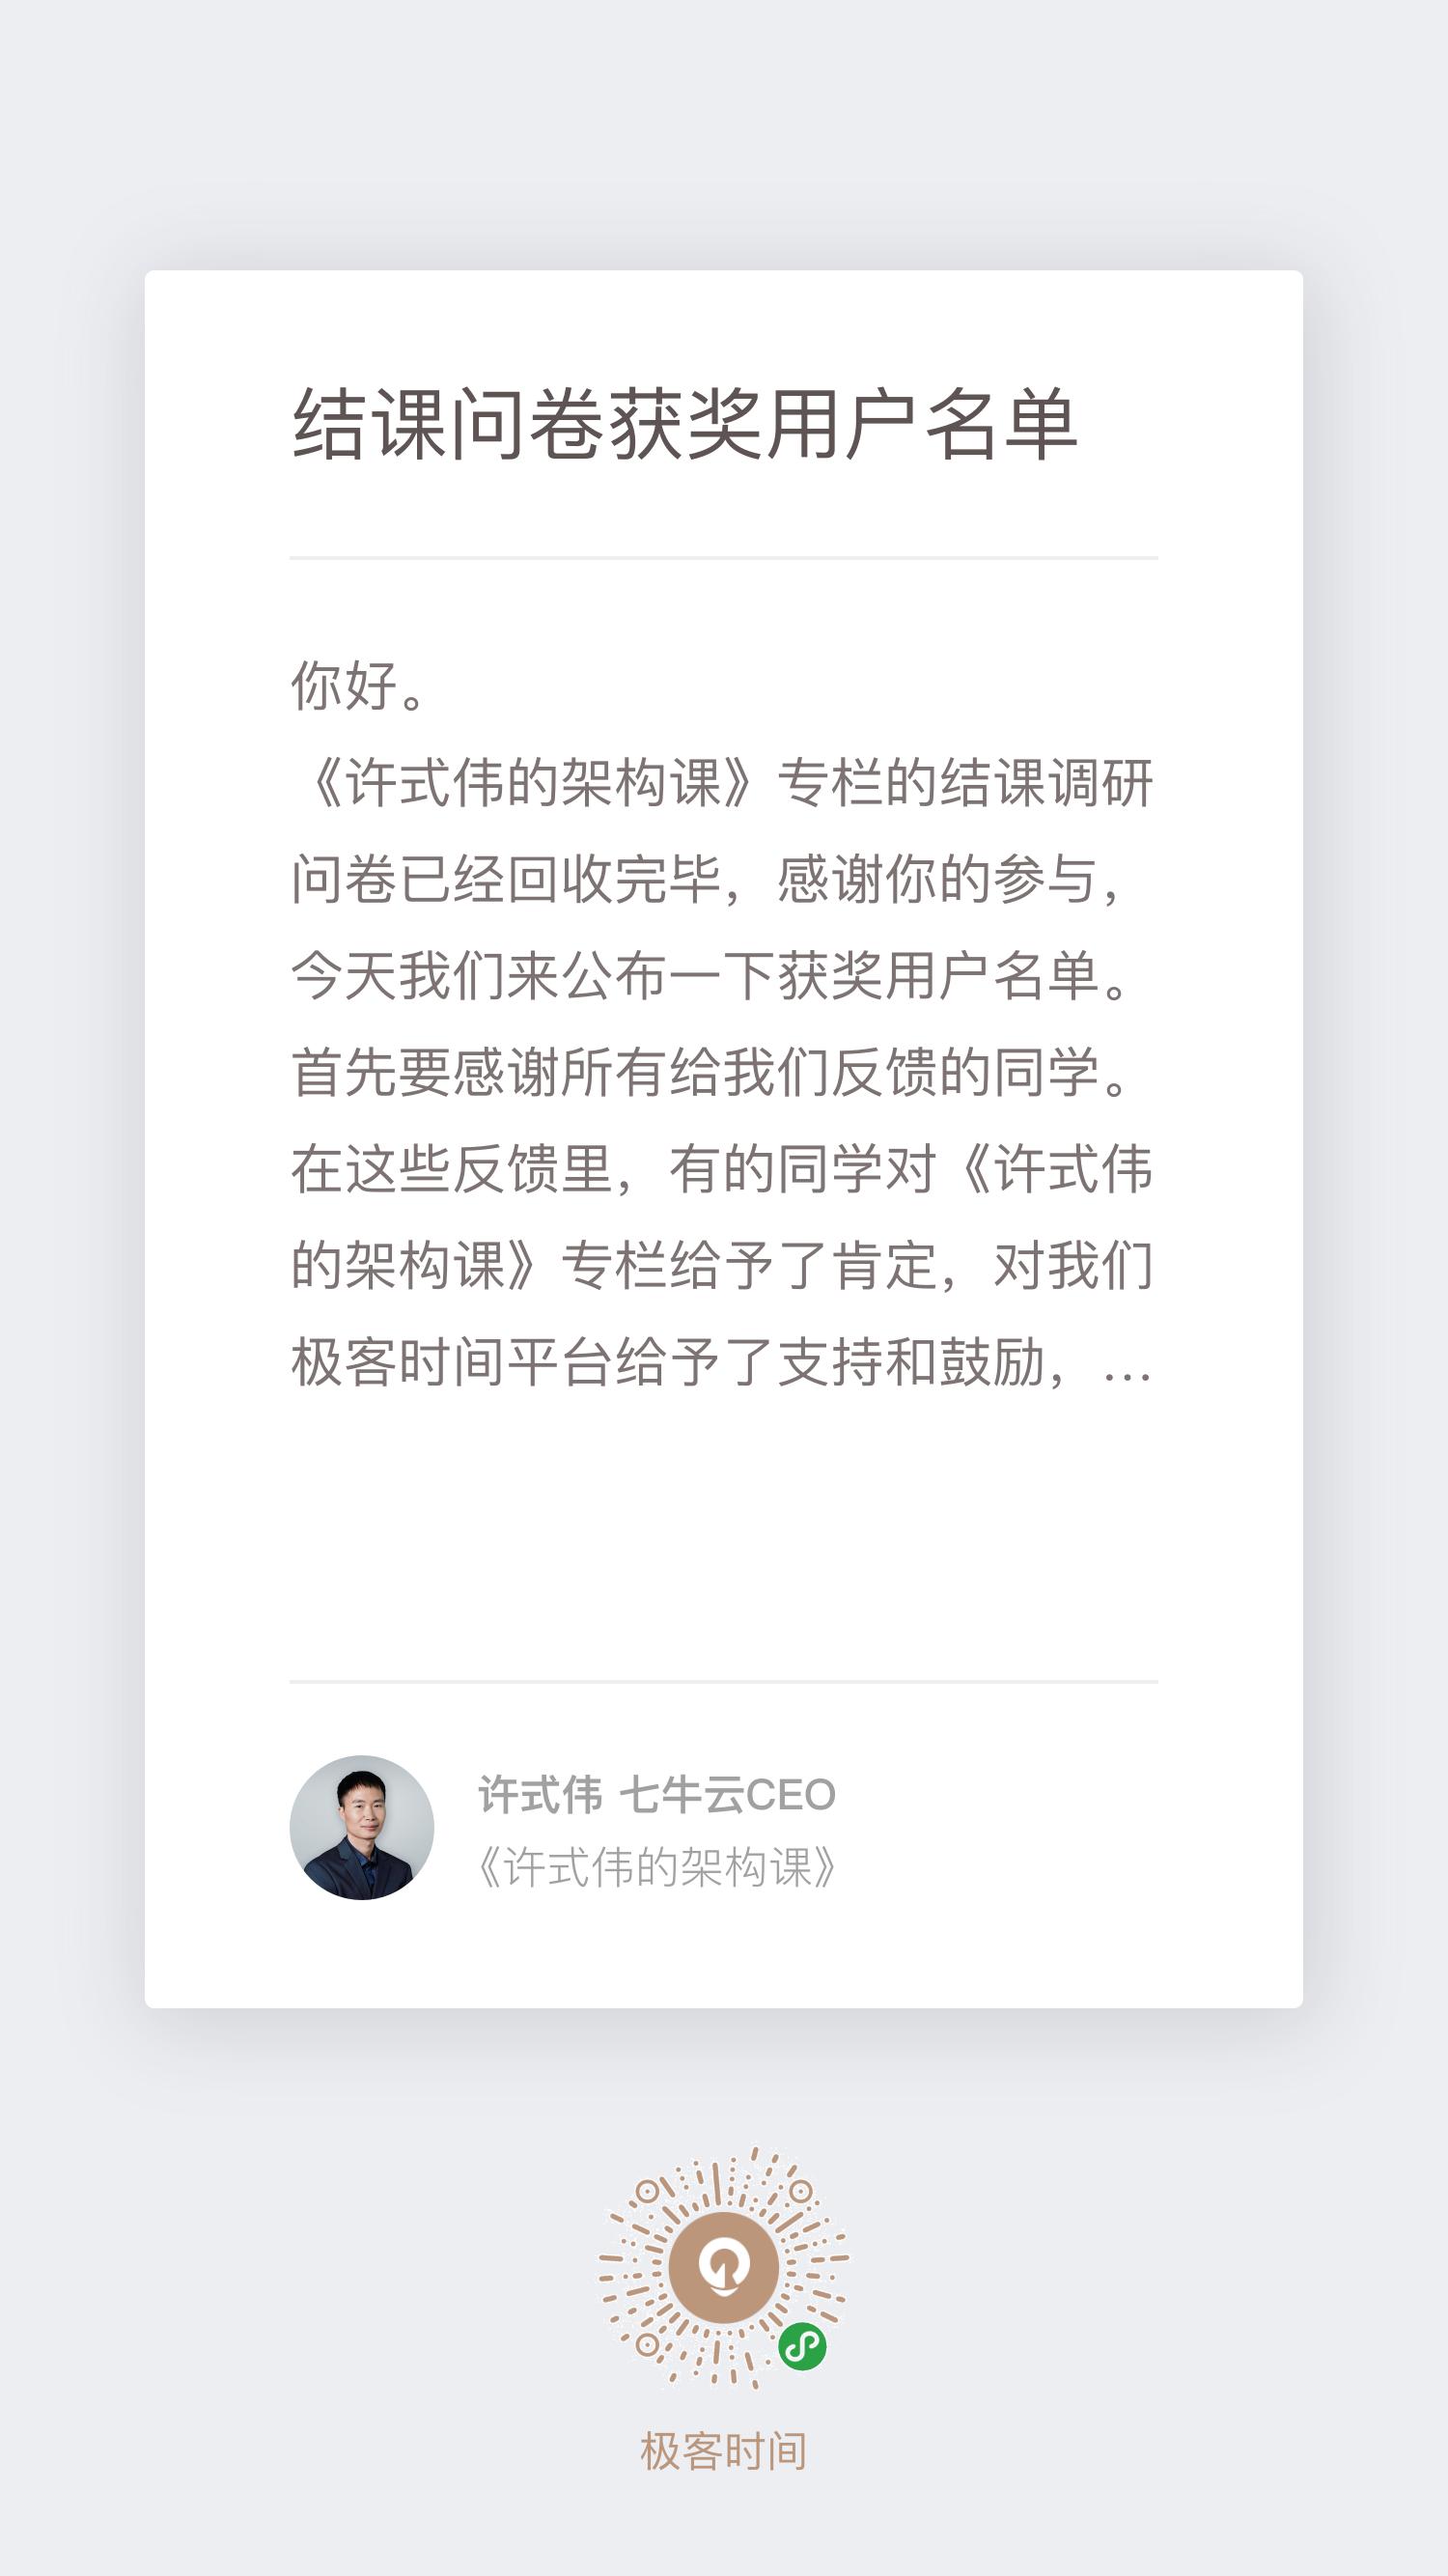 结课问卷获奖用户名单
你好。
《许式伟的架构课》专栏的结课调研
问卷已经回收完毕，感谢你的参与，
今天我们来公布一下获奖用户名单。
首先要感谢所有给我们反馈的同学。
在这些反馈里，有的同学对《许式伟
的架构课》专栏给予了肯定，对我们
极客时间平台给予了支持和鼓励，…
许式伟 七牛云CEO
《许式伟的架构课》
极客时间